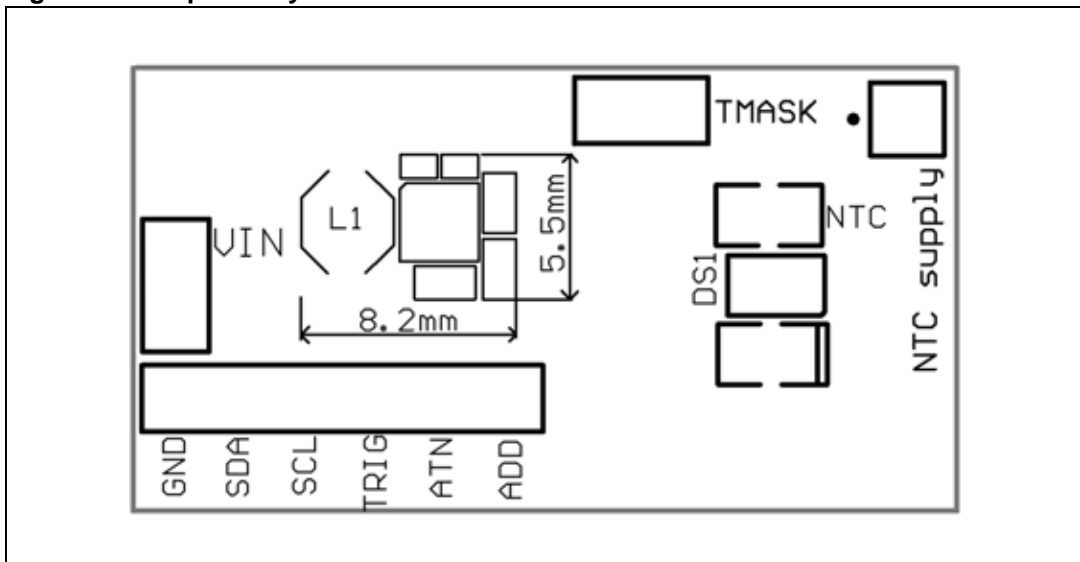 TMASK
L1
VIN
5.5mm
8.2mm
NTC
DS1
NTC supply
GND
SDA
SCL
TRIG
ATN
ADD